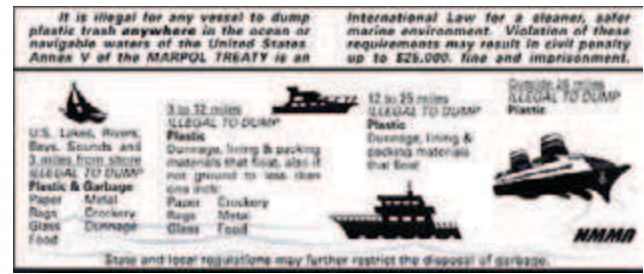 It is illegal for any vessel to dump
plastic trash anywhere in the ocean or
navigable waters of the United States.
Annex V of the MARPOL TREATY is an
International Law for a cleaner, safer
marine environment. Violation of these
requirements may result in civil penalty
up to $25,000, fine and imprisonment.
U.S. Lakes, Rivers,
Bays, Sounds and
3 miles from shore
ILLEGAL TO DUMP
Plastic & Garbage
Paper Metal
Rags Crockery
Glass Dunnage
Food
3 to 12 miles
ILLEGAL TO DUMP
Plastic
Dunnage, lining & packing
materials that float, also if
not ground to less than
one inch:
Paper Crockery
Rags Metal
Glass Food
12 to 25 miles
ILLEGAL TO DUMP
Plastic
Dunnage, lining &
packing materials
that float
Outside 25 miles
ILLEGAL TO DUMP
Plastic
NMMA
State and local regulations may further restrict the disposal of garbage.